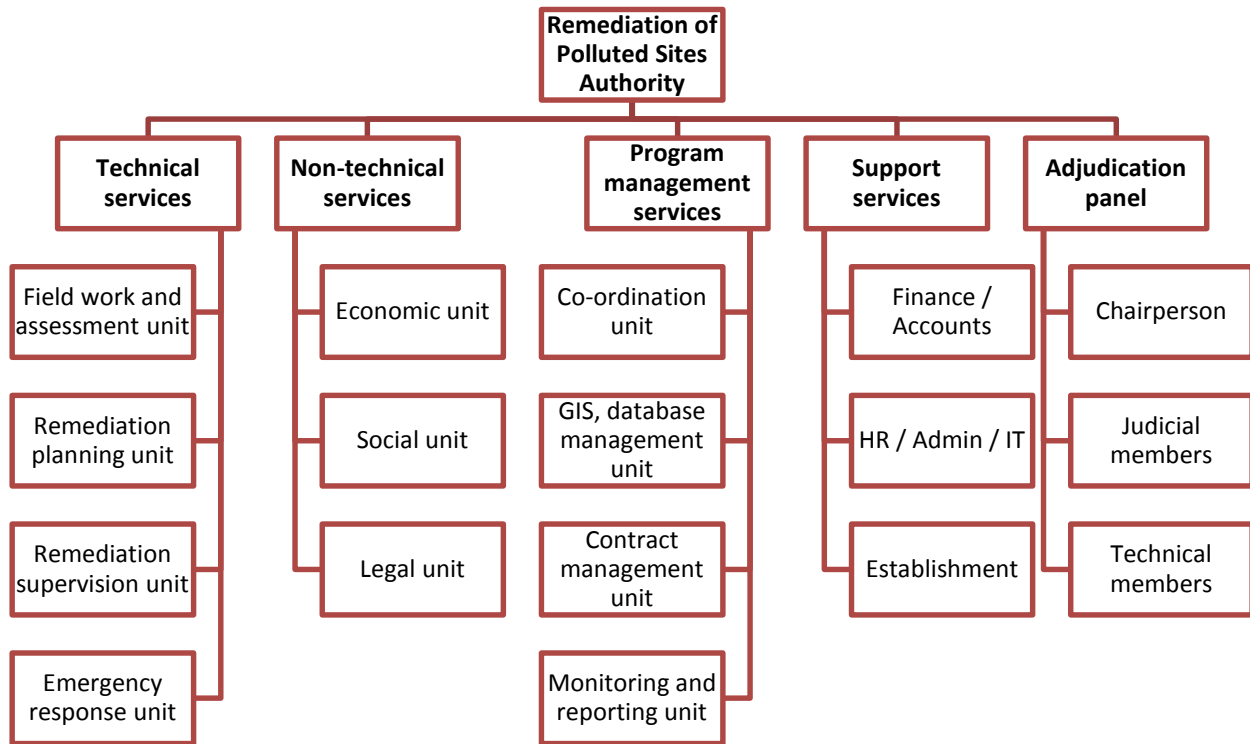 Remediation of
Polluted Sites
Authority
Technical
services
Non-technical
services
Program
management
services
Support
services
Adjudication
panel
Field work and
assessment unit
Economic unit
Co-ordination
unit
Finance /
Accounts
Chairperson
Remediation
planning unit
Social unit
GIS, database
management
unit
HR / Admin / IT
Judicial
members
Remediation
supervision unit
Legal unit
Contract
management
unit
Establishment
Technical
members
Emergency
response unit
Monitoring and
reporting unit